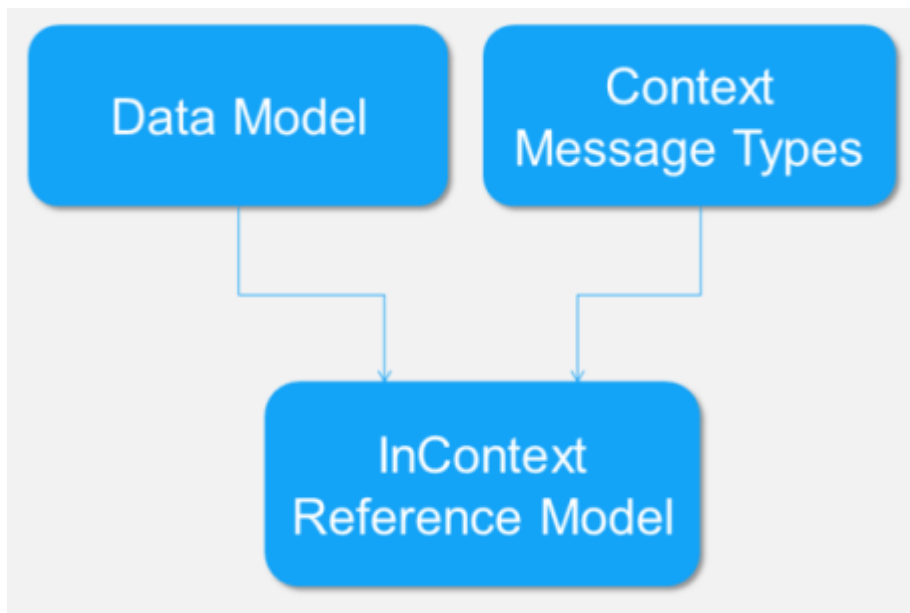 Data Model
Context
Message Types
InContext
Reference Model